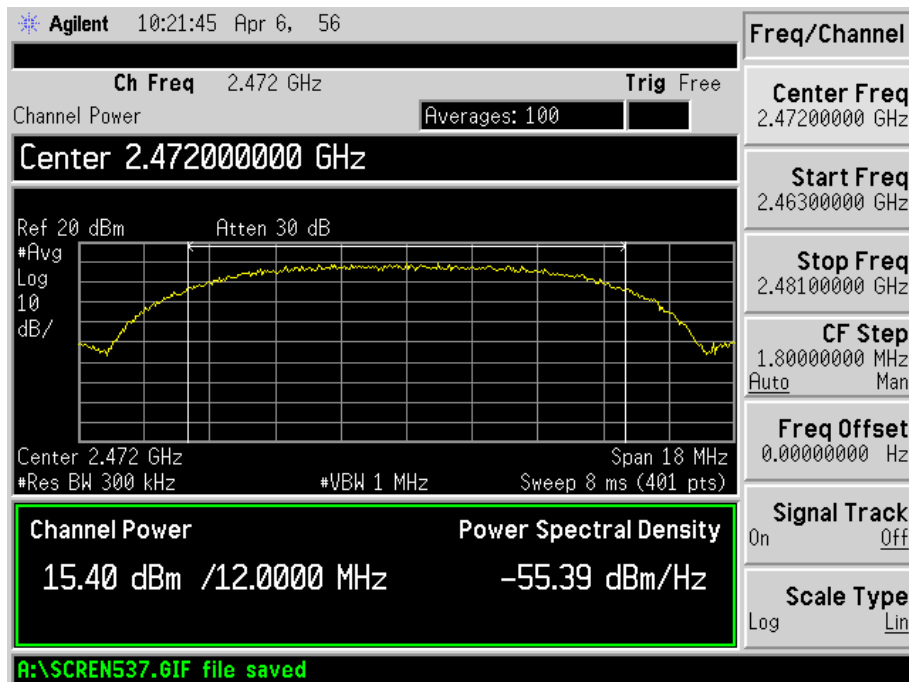 Agilent 10:21:45 Apr 6, 56
Freq/Channel
Ch Freq 2.472 GHz Trig Free
Channel Power Averages: 100
Center 2.472000000 GHz
Ref 20 dBm Atten 30 dB
#Avg
Log
10
dB/
Center 2.472 GHz Span 18 MHz
#Res BW 300 kHz #VBW 1 MHz Sweep 8 ms (401 pts)
Channel Power Power Spectral Density
15.40 dBm /12.0000 MHz -55.39 dBm/Hz
A:\SCREN537.GIF file saved
Center Freq
2.47200000 GHz
Start Freq
2.46300000 GHz
Stop Freq
2.48100000 GHz
CF Step
1.80000000 MHz
Auto Man
Freq Offset
0.00000000 Hz
Signal Track
On Off
Scale Type
Log Lin